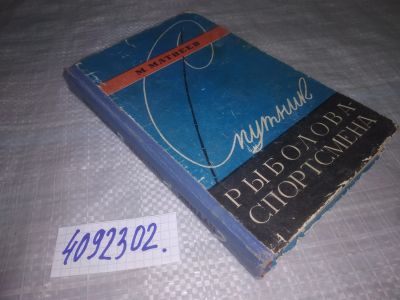 М. МАТВЕЕВ
Спутник
РЫБОЛОВА-
СПОРТСМЕНА
4092302.